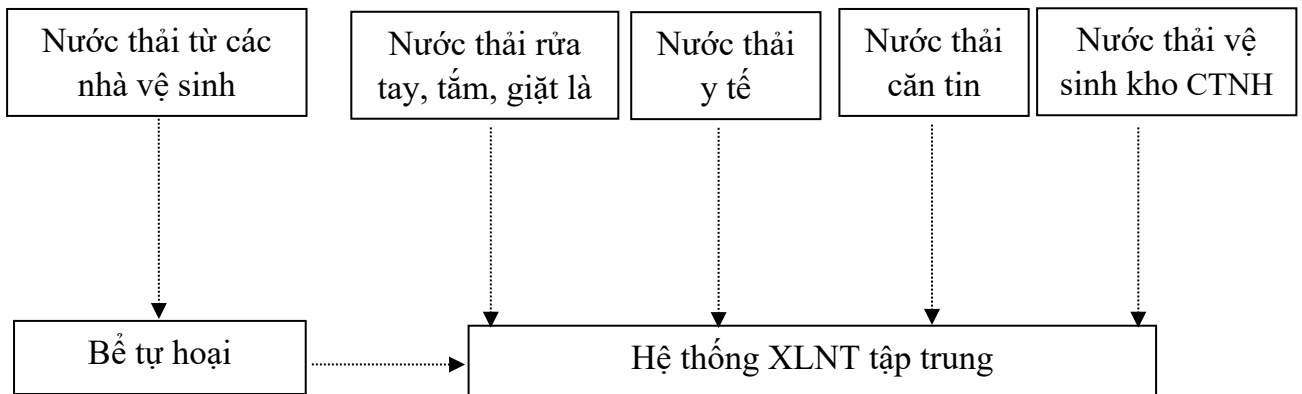 Nước thải từ các
nhà vệ sinh
Nước thải rửa
tay, tắm, giặt là
Nước thải
y tế
Nước thải
căn tin
Nước thải vệ
sinh kho CTNH
Bể tự hoại
Hệ thống XLNT tập trung